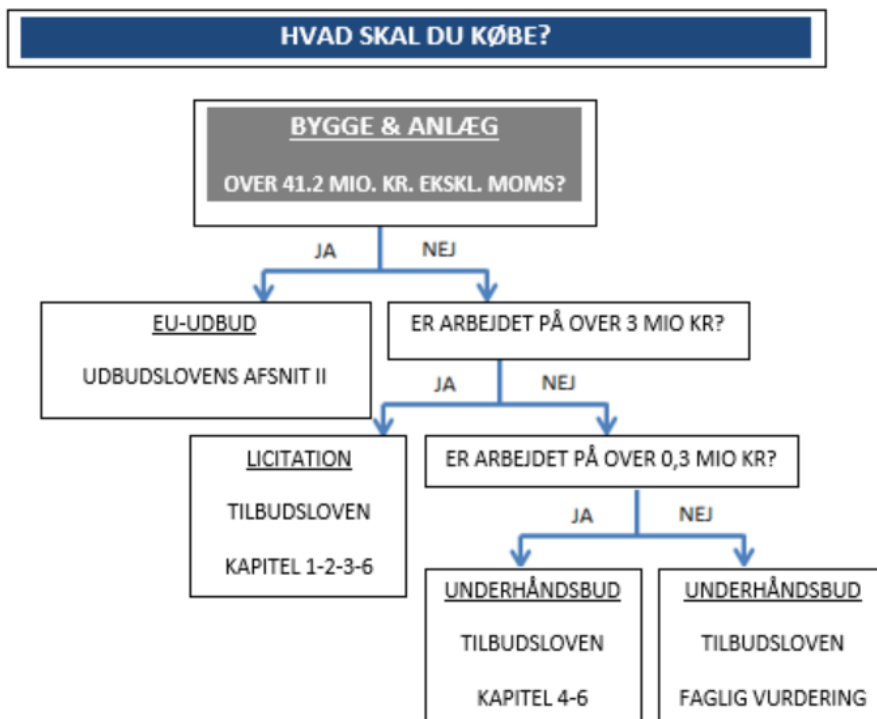 HVAD SKAL DU KØBE?
BYGGE & ANLÆG
OVER 41.2 MIO. KR. EKSKL. MOMS?
JA
NEJ
EU-UDBUD
UDBUDSLOVENS AFSNIT II
ER ARBEJDET PÅ OVER 3 MIO KR?
JA
NEJ
LICITATION
TILBUDSLOVEN
KAPITEL 1-2-3-6
ER ARBEJDET PÅ OVER 0,3 MIO KR?
JA
NEJ
UNDERHÅNDSBUD
TILBUDSLOVEN
KAPITEL 4-6
UNDERHÅNDSBUD
TILBUDSLOVEN
FAGLIG VURDERING